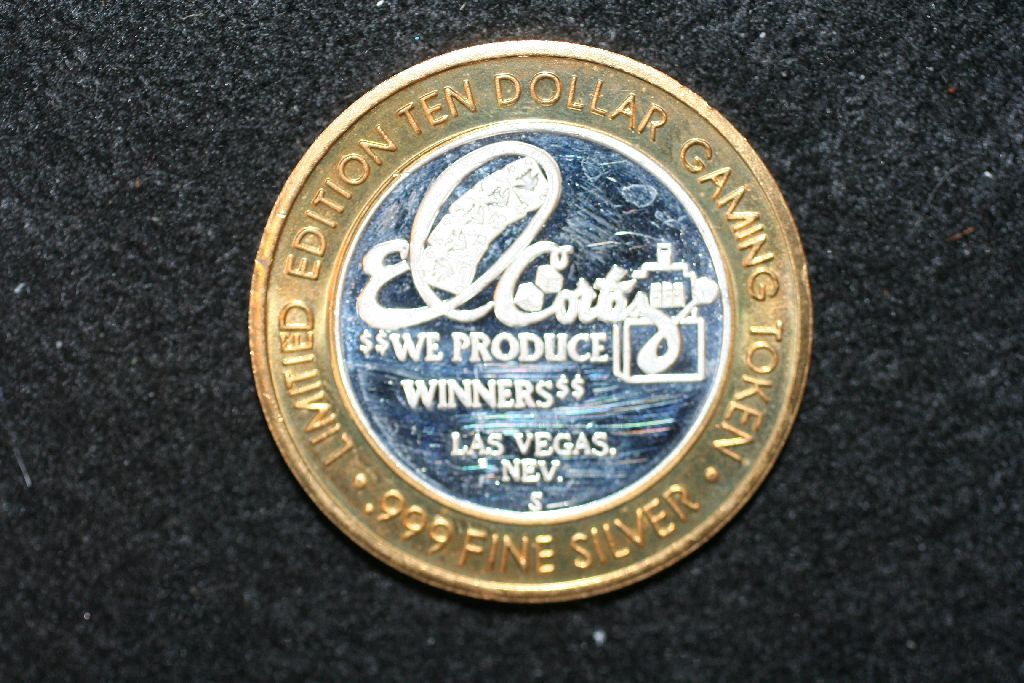 LIMITED EDITION TEN DOLLAR GAMING TOKEN
• .999 FINE SILVER •
El Cortez
$$WE PRODUCE
WINNERS$$
LAS VEGAS,
NEV.
S